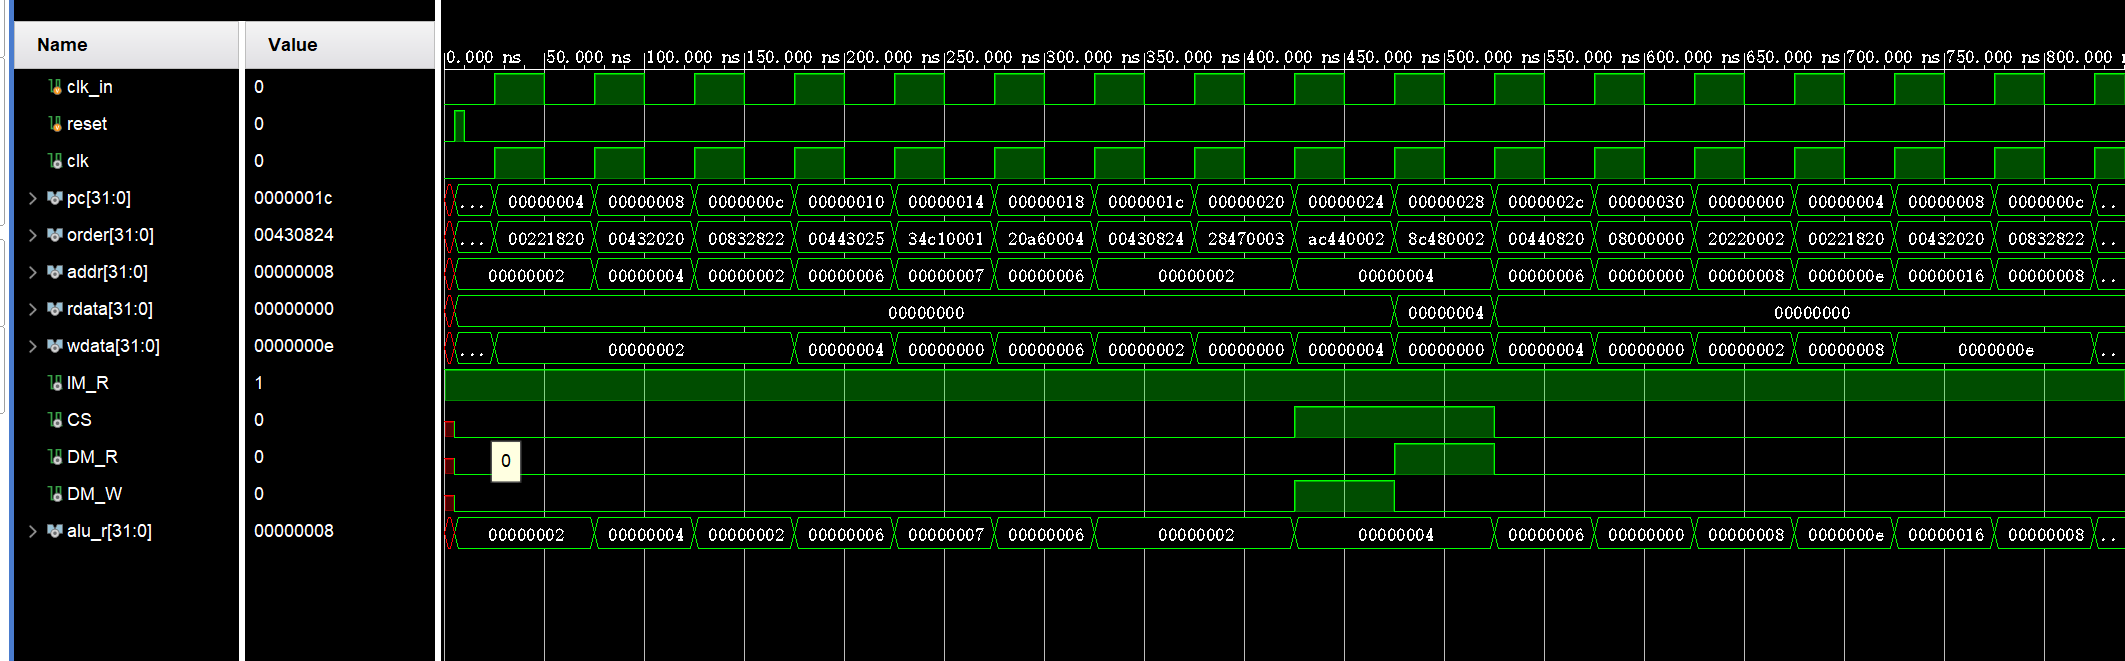 Name Value
0.000 ns 50.000 ns 100.000 ns 150.000 ns 200.000 ns 250.000 ns 300.000 ns 350.000 ns 400.000 ns 450.000 ns 500.000 ns 550.000 ns 600.000 ns 650.000 ns 700.000 ns 750.000 ns 800.000
clk_in 0
reset 0
clk 0
pc[31:0] 0000001c ... 00000004 00000008 0000000c 00000010 00000014 00000018 0000001c 00000020 00000024 00000028 0000002c 00000030 00000000 00000004 00000008 0000000c ..
order[31:0] 00430824 ... 00221820 00432020 00832822 00443025 34c10001 20a60004 00430824 28470003 ac440002 8c480002 00440820 08000000 20220002 00221820 00432020 00832822 ..
addr[31:0] 00000008 00000002 00000004 00000002 00000006 00000007 00000006 00000002 00000004 00000006 00000000 00000008 0000000e 00000016 00000008 ..
rdata[31:0] 00000000 00000000 00000004 00000000
wdata[31:0] 0000000e ... 00000002 00000004 00000000 00000006 00000002 00000000 00000004 00000000 00000004 00000000 00000002 00000008 0000000e ..
IM_R 1
CS 0
DM_R 0 0
DM_W 0
alu_r[31:0] 00000008 00000002 00000004 00000002 00000006 00000007 00000006 00000002 00000004 00000006 00000000 00000008 0000000e 00000016 00000008 ..